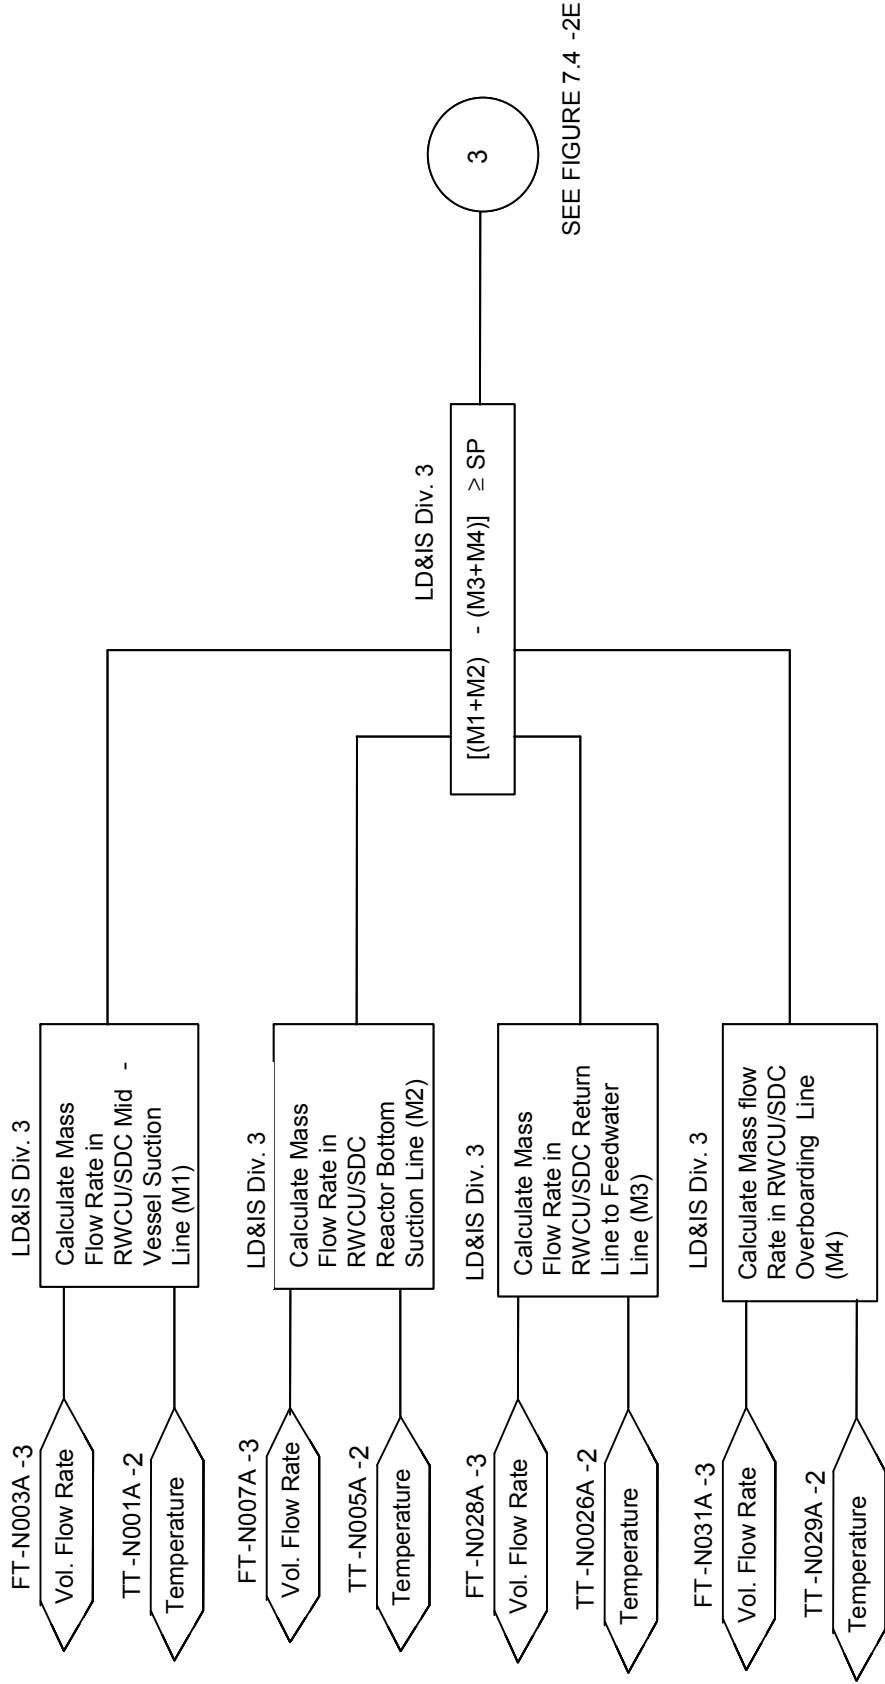 FT-N003A -3
Vol. Flow Rate
TT-N001A -2
Temperature
LD&IS Div. 3
Calculate Mass
Flow Rate in
RWCU/SDC Mid -
Vessel Suction
Line (M1)
FT-N007A -3
Vol. Flow Rate
TT-N005A -2
Temperature
LD&IS Div. 3
Calculate Mass
Flow Rate in
RWCU/SDC
Reactor Bottom
Suction Line (M2)
FT-N028A -3
Vol. Flow Rate
TT-N0026A -2
Temperature
LD&IS Div. 3
Calculate Mass
Flow Rate in
RWCU/SDC Return
Line to Feedwater
Line (M3)
FT-N031A -3
Vol. Flow Rate
TT-N029A -2
Temperature
LD&IS Div. 3
Calculate Mass flow
Rate in RWCU/SDC
Overboarding Line
(M4)
LD&IS Div. 3
[(M1+M2) - (M3+M4)] ≥ SP
3
SEE FIGURE 7.4 -2E